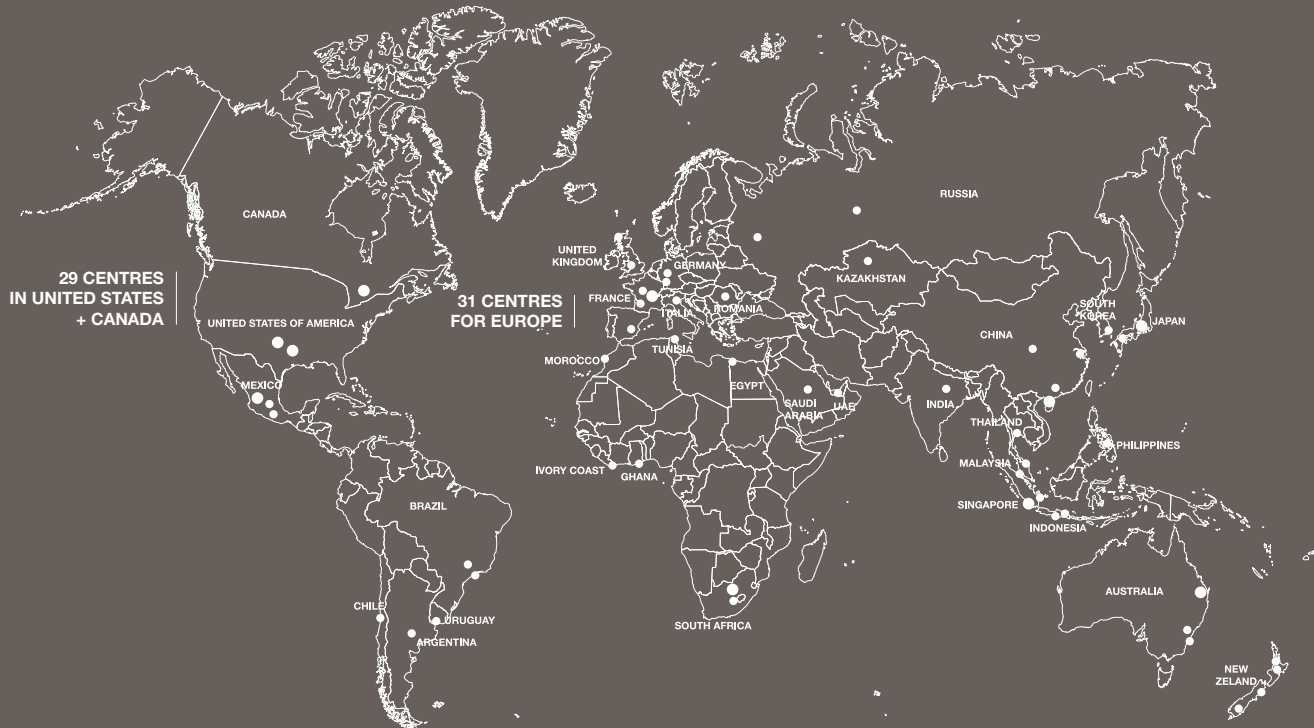 RUSSIA
CANADA
UNITED
KINGDOM
GERMANY
KAZAKHSTAN
29 CENTRES
IN UNITED STATES
+ CANADA
31 CENTRES
FOR EUROPE
FRANCE
ITALIA
ROMANIA
SOUTH
KOREA
JAPAN
UNITED STATES OF AMERICA
CHINA
TUNISIA
MOROCCO
MEXICO
EGYPT
SAUDI
ARABIA
UAE
INDIA
THAILAND
PHILIPPINES
IVORY COAST
GHANA
MALAYSIA
BRAZIL
SINGAPORE
INDONESIA
AUSTRALIA
CHILE
URUGUAY
ARGENTINA
SOUTH AFRICA
NEW
ZELAND